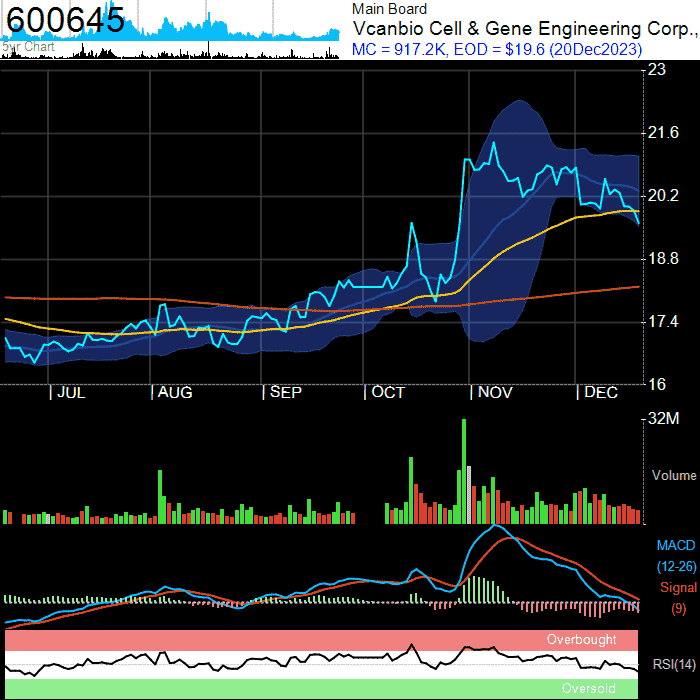 600645
5yr Chart
Main Board
Vcanbio Cell & Gene Engineering Corp.,
MC = 917.2K, EOD = $19.6 (20Dec2023)
23
21.6
20.2
18.8
17.4
16
JUL
AUG
SEP
OCT
NOV
DEC
32M
Volume
MACD
(12-26)
Signal
(9)
Overbought
RSI(14)
Oversold